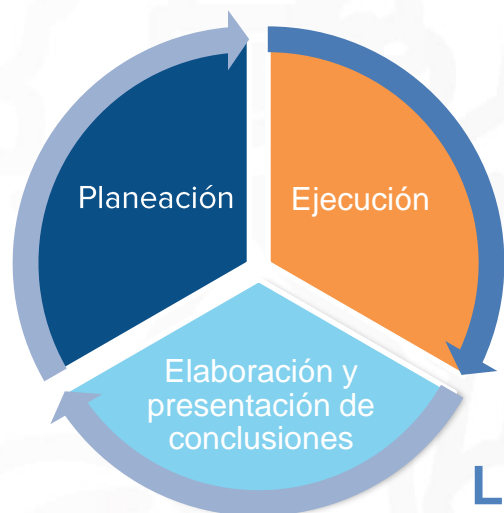 Planeación
Ejecución
Elaboración y
presentación de
conclusiones
L